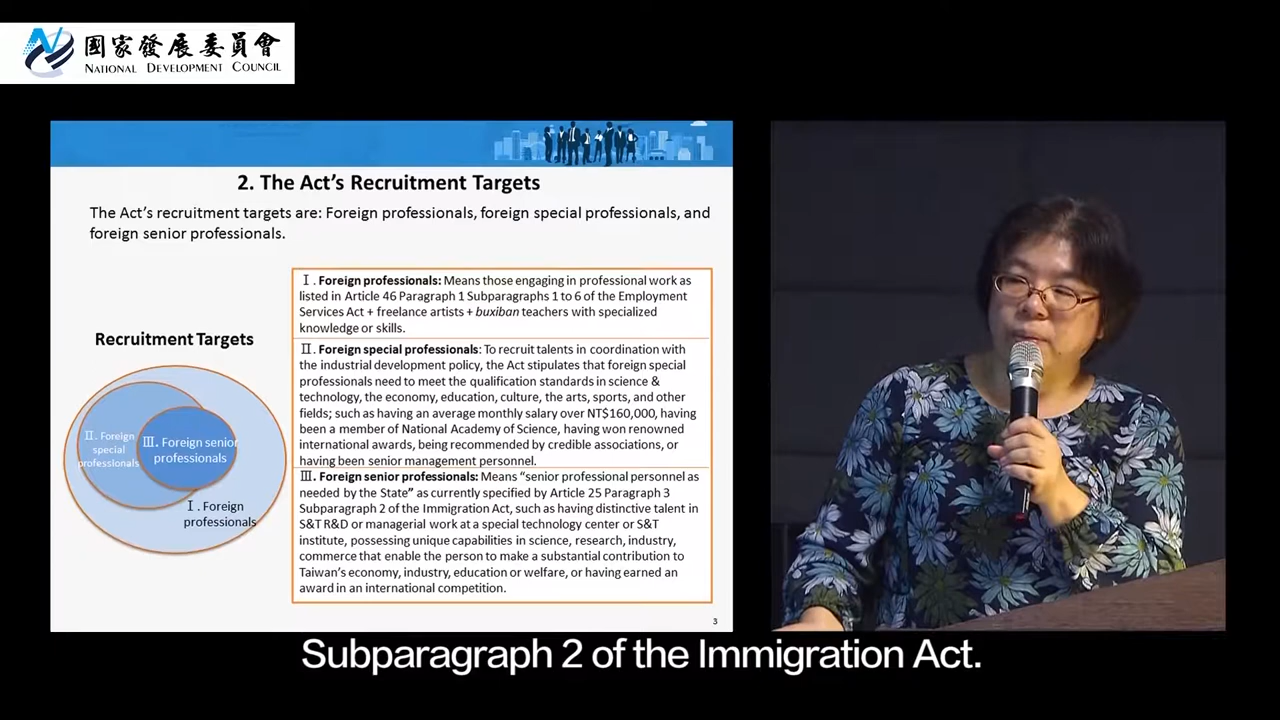 國家發展委員會
NATIONAL DEVELOPMENT COUNCIL
2. The Act's Recruitment Targets
The Act's recruitment targets are: Foreign professionals, foreign special professionals, and
foreign senior professionals.
Recruitment Targets
Ⅱ. Foreign
special
professionals
Ⅲ. Foreign senior
professionals
Ⅰ. Foreign
professionals
Ⅰ. Foreign professionals: Means those engaging in professional work as
listed in Article 46 Paragraph 1 Subparagraphs 1 to 6 of the Employment
Services Act + freelance artists + buxiban teachers with specialized
knowledge or skills.
Ⅱ. Foreign special professionals: To recruit talents in coordination with
the industrial development policy, the Act stipulates that foreign special
professionals need to meet the qualification standards in science &
technology, the economy, education, culture, the arts, sports, and other
fields; such as having an average monthly salary over NT$160,000, having
been a member of National Academy of Science, having won renowned
international awards, being recommended by credible associations, or
having been senior management personnel.
Ⅲ. Foreign senior professionals: Means “senior professional personnel as
needed by the State” as currently specified by Article 25 Paragraph 3
Subparagraph 2 of the Immigration Act, such as having distinctive talent in
S&T R&D or managerial work at a special technology center or S&T
institute, possessing unique capabilities in science, research, industry,
commerce that enable the person to make a substantial contribution to
Taiwan's economy, industry, education or welfare, or having earned an
award in an international competition.
3
Subparagraph 2 of the Immigration Act.